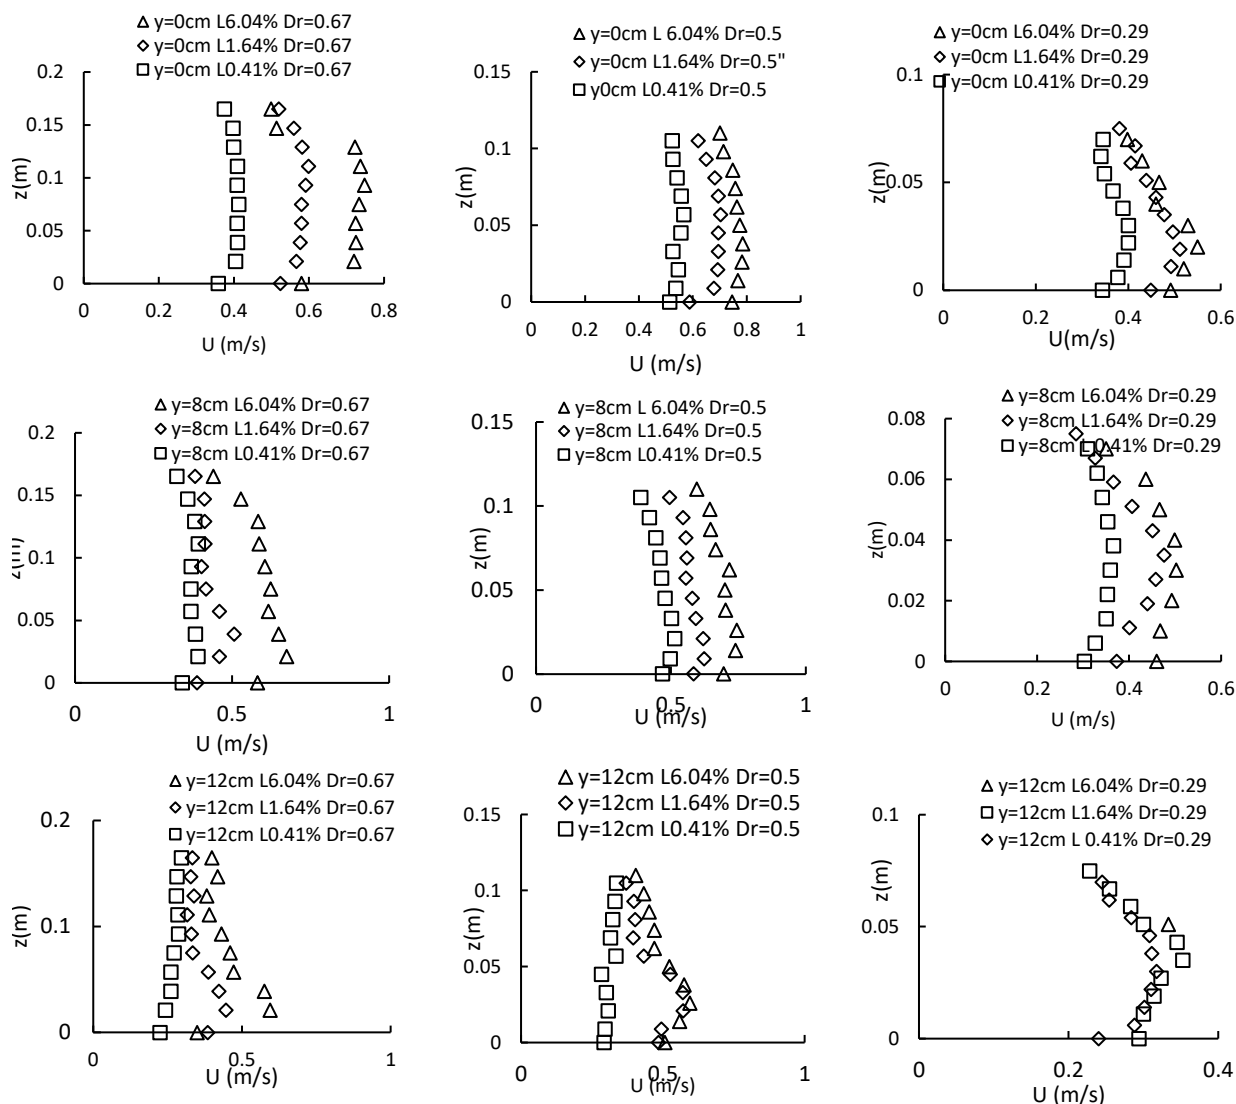 y=0cm L6.04% Dr=0.67
y=0cm L1.64% Dr=0.67
y=0cm L0.41% Dr=0.67
0.2
0.15
0.1
0.05
0
z(m)
0
0.2
0.4
0.6
0.8
U (m/s)
y=0cm L 6.04% Dr=0.5
y=0cm L1.64% Dr=0.5"
y0cm L0.41% Dr=0.5
0.15
0.1
0.05
0
z(m)
0
0.2
0.4
0.6
0.8
1
U (m/s)
y=0cm L6.04% Dr=0.29
y=0cm L1.64% Dr=0.29
y=0cm L0.41% Dr=0.29
0.1
0.05
0
z(m)
0
0.2
0.4
0.6
U(m/s)
y=8cm L6.04% Dr=0.67
y=8cm L1.64% Dr=0.67
y=8cm L0.41% Dr=0.67
0.2
0.15
0.1
0.05
0
z(m)
0
0.5
1
U (m/s)
y=8cm L 6.04% Dr=0.5
y=8cm L1.64% Dr=0.5
y=8cm L0.41% Dr=0.5
0.15
0.1
0.05
0
z(m)
0
0.5
1
U (m/s)
y=8cm L6.04% Dr=0.29
y=8cm L1.64% Dr=0.29
y=8cm L0.41% Dr=0.29
0.08
0.06
0.04
0.02
0
z(m)
0
0.2
0.4
0.6
U (m/s)
y=12cm L6.04% Dr=0.67
y=12cm L1.64% Dr=0.67
y=12cm L0.41% Dr=0.67
0.2
0.1
0
z(m)
0
0.5
1
U (m/s)
y=12cm L6.04% Dr=0.5
y=12cm L1.64% Dr=0.5
y=12cm L0.41% Dr=0.5
0.15
0.1
0.05
0
z(m)
0
0.5
1
U (m/s)
y=12cm L6.04% Dr=0.29
y=12cm L1.64% Dr=0.29
y=12cm L 0.41% Dr=0.29
0.1
0.05
0
z(m)
0
0.2
0.4
U (m/s)